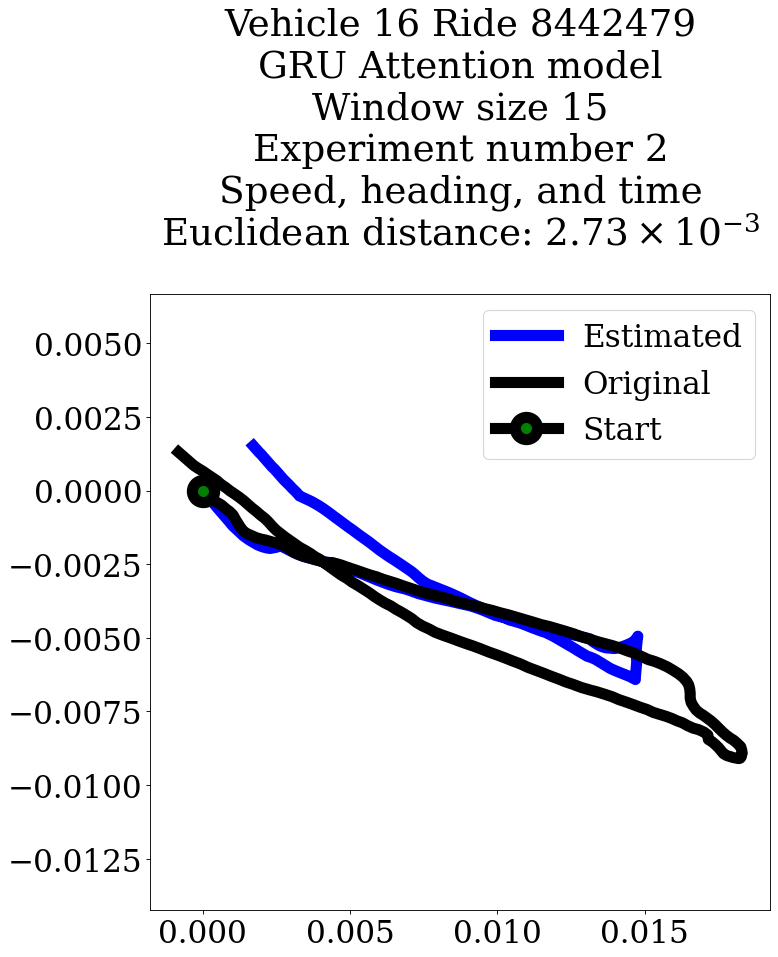 Vehicle 16 Ride 8442479
GRU Attention model
Window size 15
Experiment number 2
Speed, heading, and time
Euclidean distance: 2.73 × 10⁻³
Estimated
Original
Start
0.0050
0.0025
0.0000
−0.0025
−0.0050
−0.0075
−0.0100
−0.0125
0.000 0.005 0.010 0.015